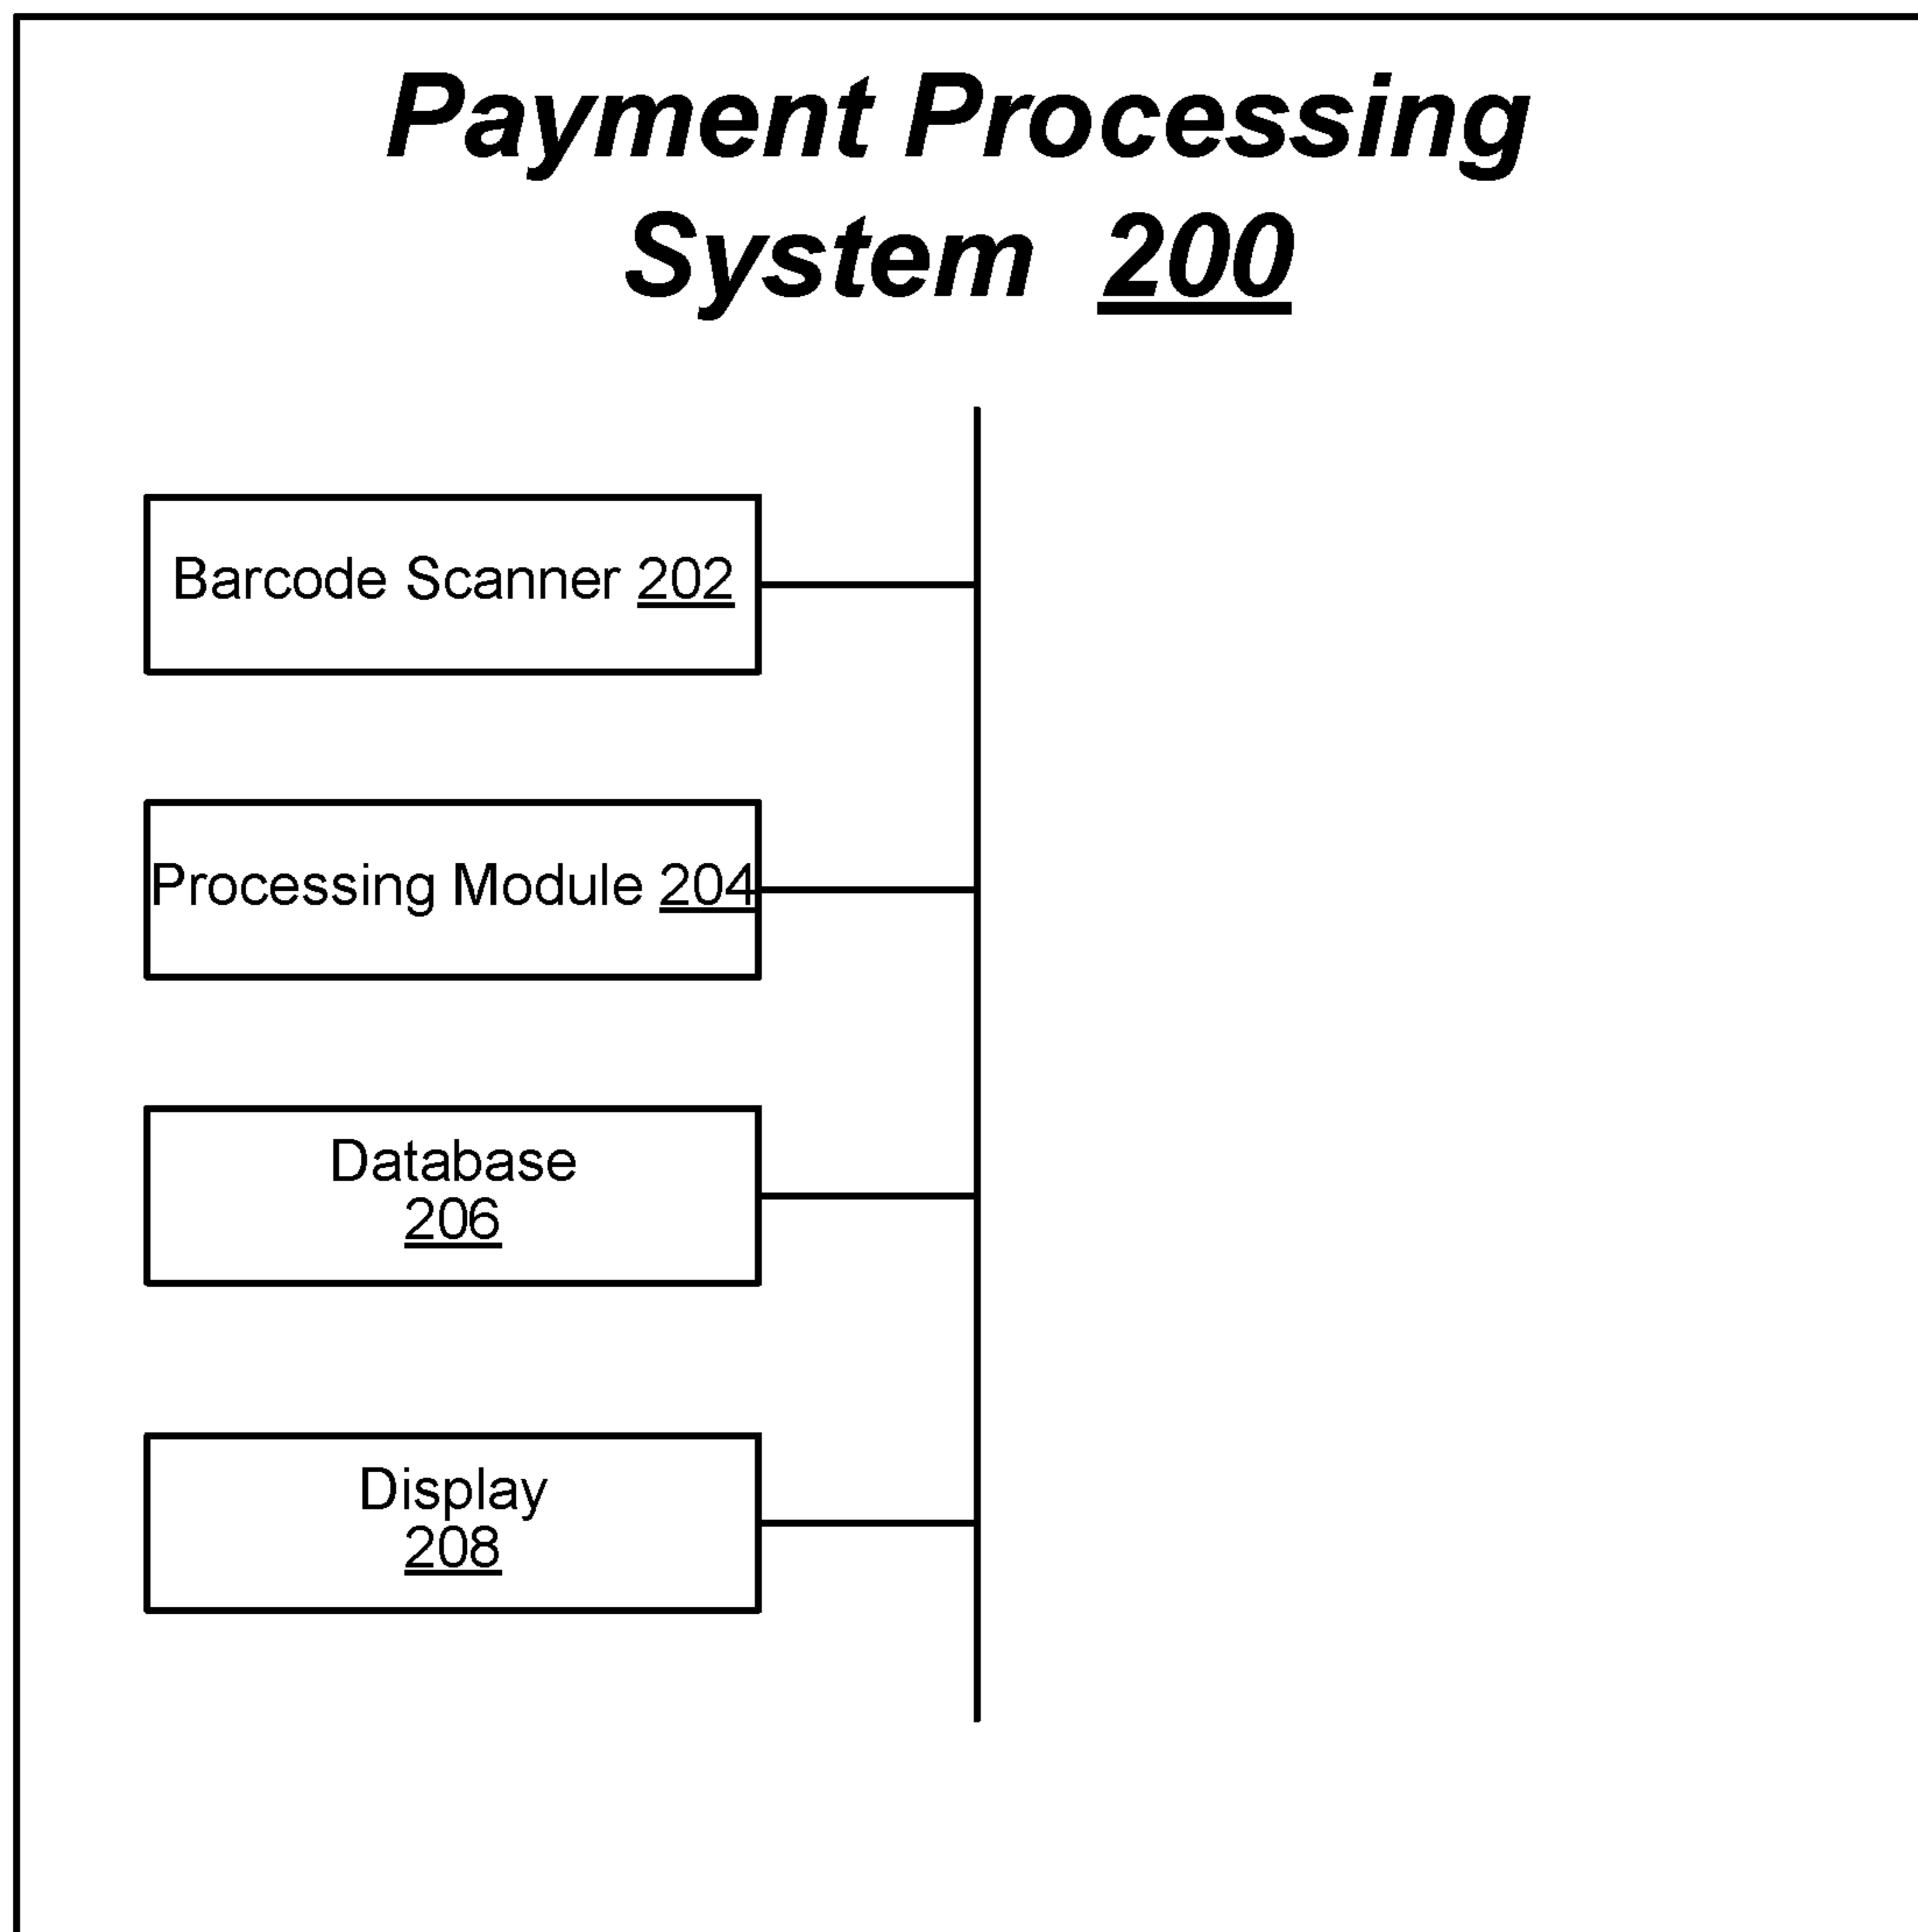 Payment Processing
System 200
Barcode Scanner 202
Processing Module 204
Database
206
Display
208